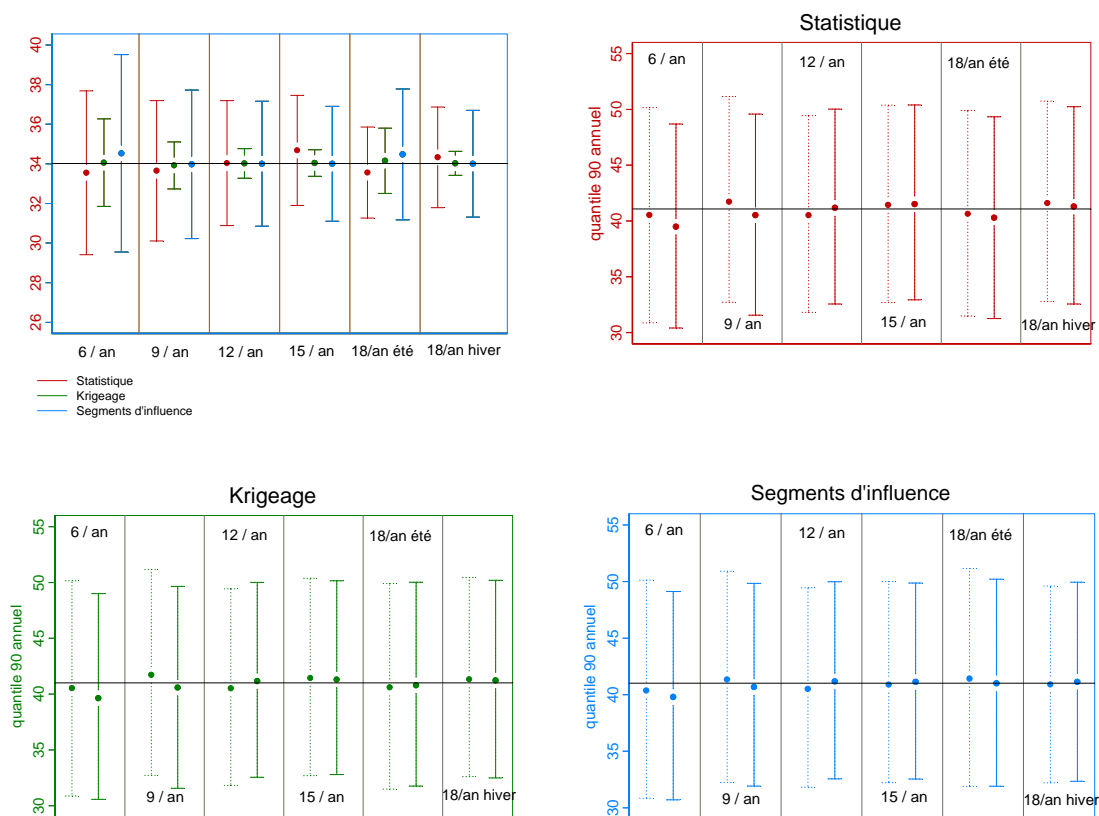 40
38
36
34
32
30
28
26
6 / an
9 / an
12 / an
15 / an
18/an été
18/an hiver
Statistique
Krigeage
Segments d'influence
Statistique
quantile 90 annuel
55
50
45
40
35
30
6 / an
12 / an
18/an été
9 / an
15 / an
18/an hiver
Krigeage
quantile 90 annuel
55
50
45
40
35
30
6 / an
12 / an
18/an été
9 / an
15 / an
18/an hiver
Segments d'influence
quantile 90 annuel
55
50
45
40
35
30
6 / an
12 / an
18/an été
9 / an
15 / an
18/an hiver